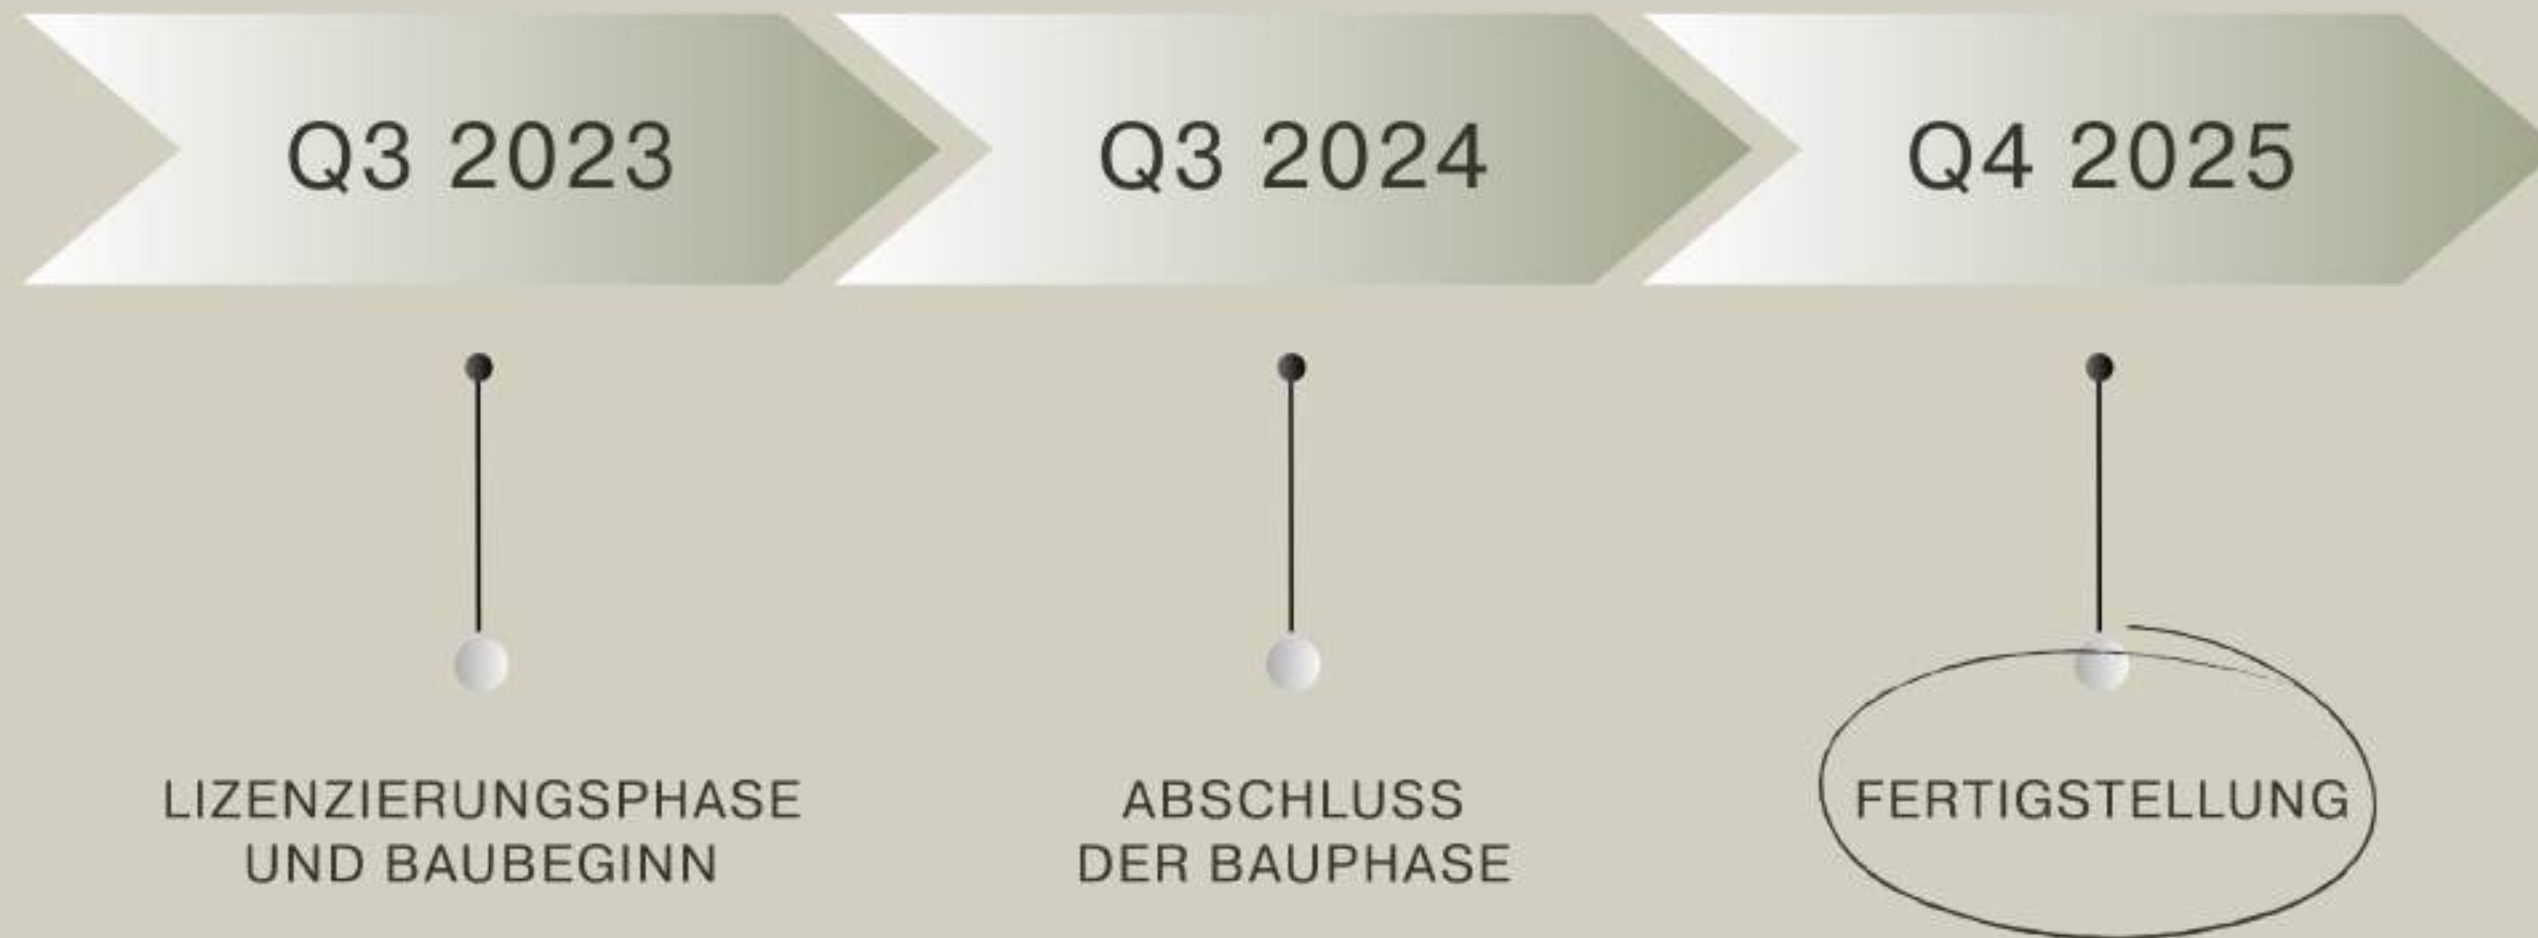 Q3 2023
Q3 2024
Q4 2025
LIZENZIERUNGSPHASE
UND BAUBEGINN
ABSCHLUSS
DER BAUPHASE
FERTIGSTELLUNG